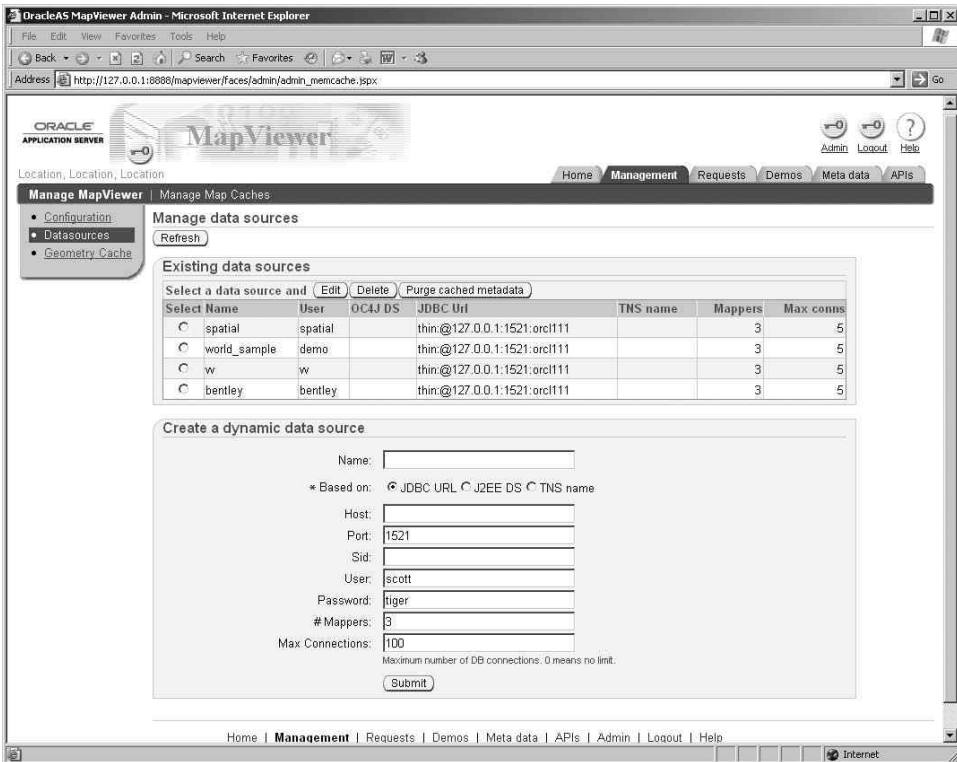 OracleAS MapViewer Admin - Microsoft Internet Explorer
File Edit View Favorites Tools Help
Back Search Favorites
Address http://127.0.0.1:8888/mapviewer/faces/admin/admin_memcache.jspx Go
ORACLE
APPLICATION SERVER
MapViewer
Admin Logout Help
Location, Location, Location
Home Management Requests Demos Meta data APIs
Manage MapViewer | Manage Map Caches
Configuration
Datasources
Geometry Cache
Manage data sources
Refresh
Existing data sources
Select a data source and Edit Delete Purge cached metadata
Select Name User OC4J DS JDBC Url TNS name Mappers Max conns
spatial spatial thin:@127.0.0.1:1521:orcl111 3 5
world_sample demo thin:@127.0.0.1:1521:orcl111 3 5
w w thin:@127.0.0.1:1521:orcl111 3 5
bentley bentley thin:@127.0.0.1:1521:orcl111 3 5
Create a dynamic data source
Name:
* Based on: JDBC URL J2EE DS TNS name
Host:
Port: 1521
Sid:
User: scott
Password: tiger
# Mappers: 3
Max Connections: 100
Maximum number of DB connections. 0 means no limit.
Submit
Home | Management | Requests | Demos | Meta data | APIs | Admin | Logout | Help
Internet